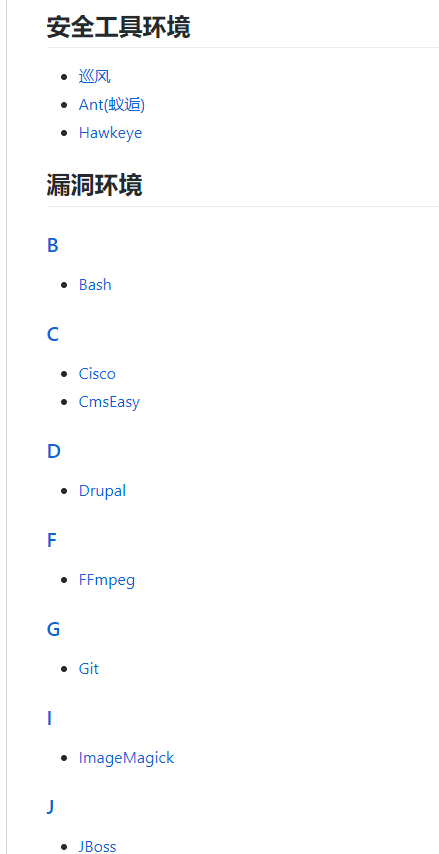 安全工具环境
巡风
Ant(蚁逅)
Hawkeye
漏洞环境
B
Bash
C
Cisco
CmsEasy
D
Drupal
F
FFmpeg
G
Git
I
ImageMagick
J
JBoss